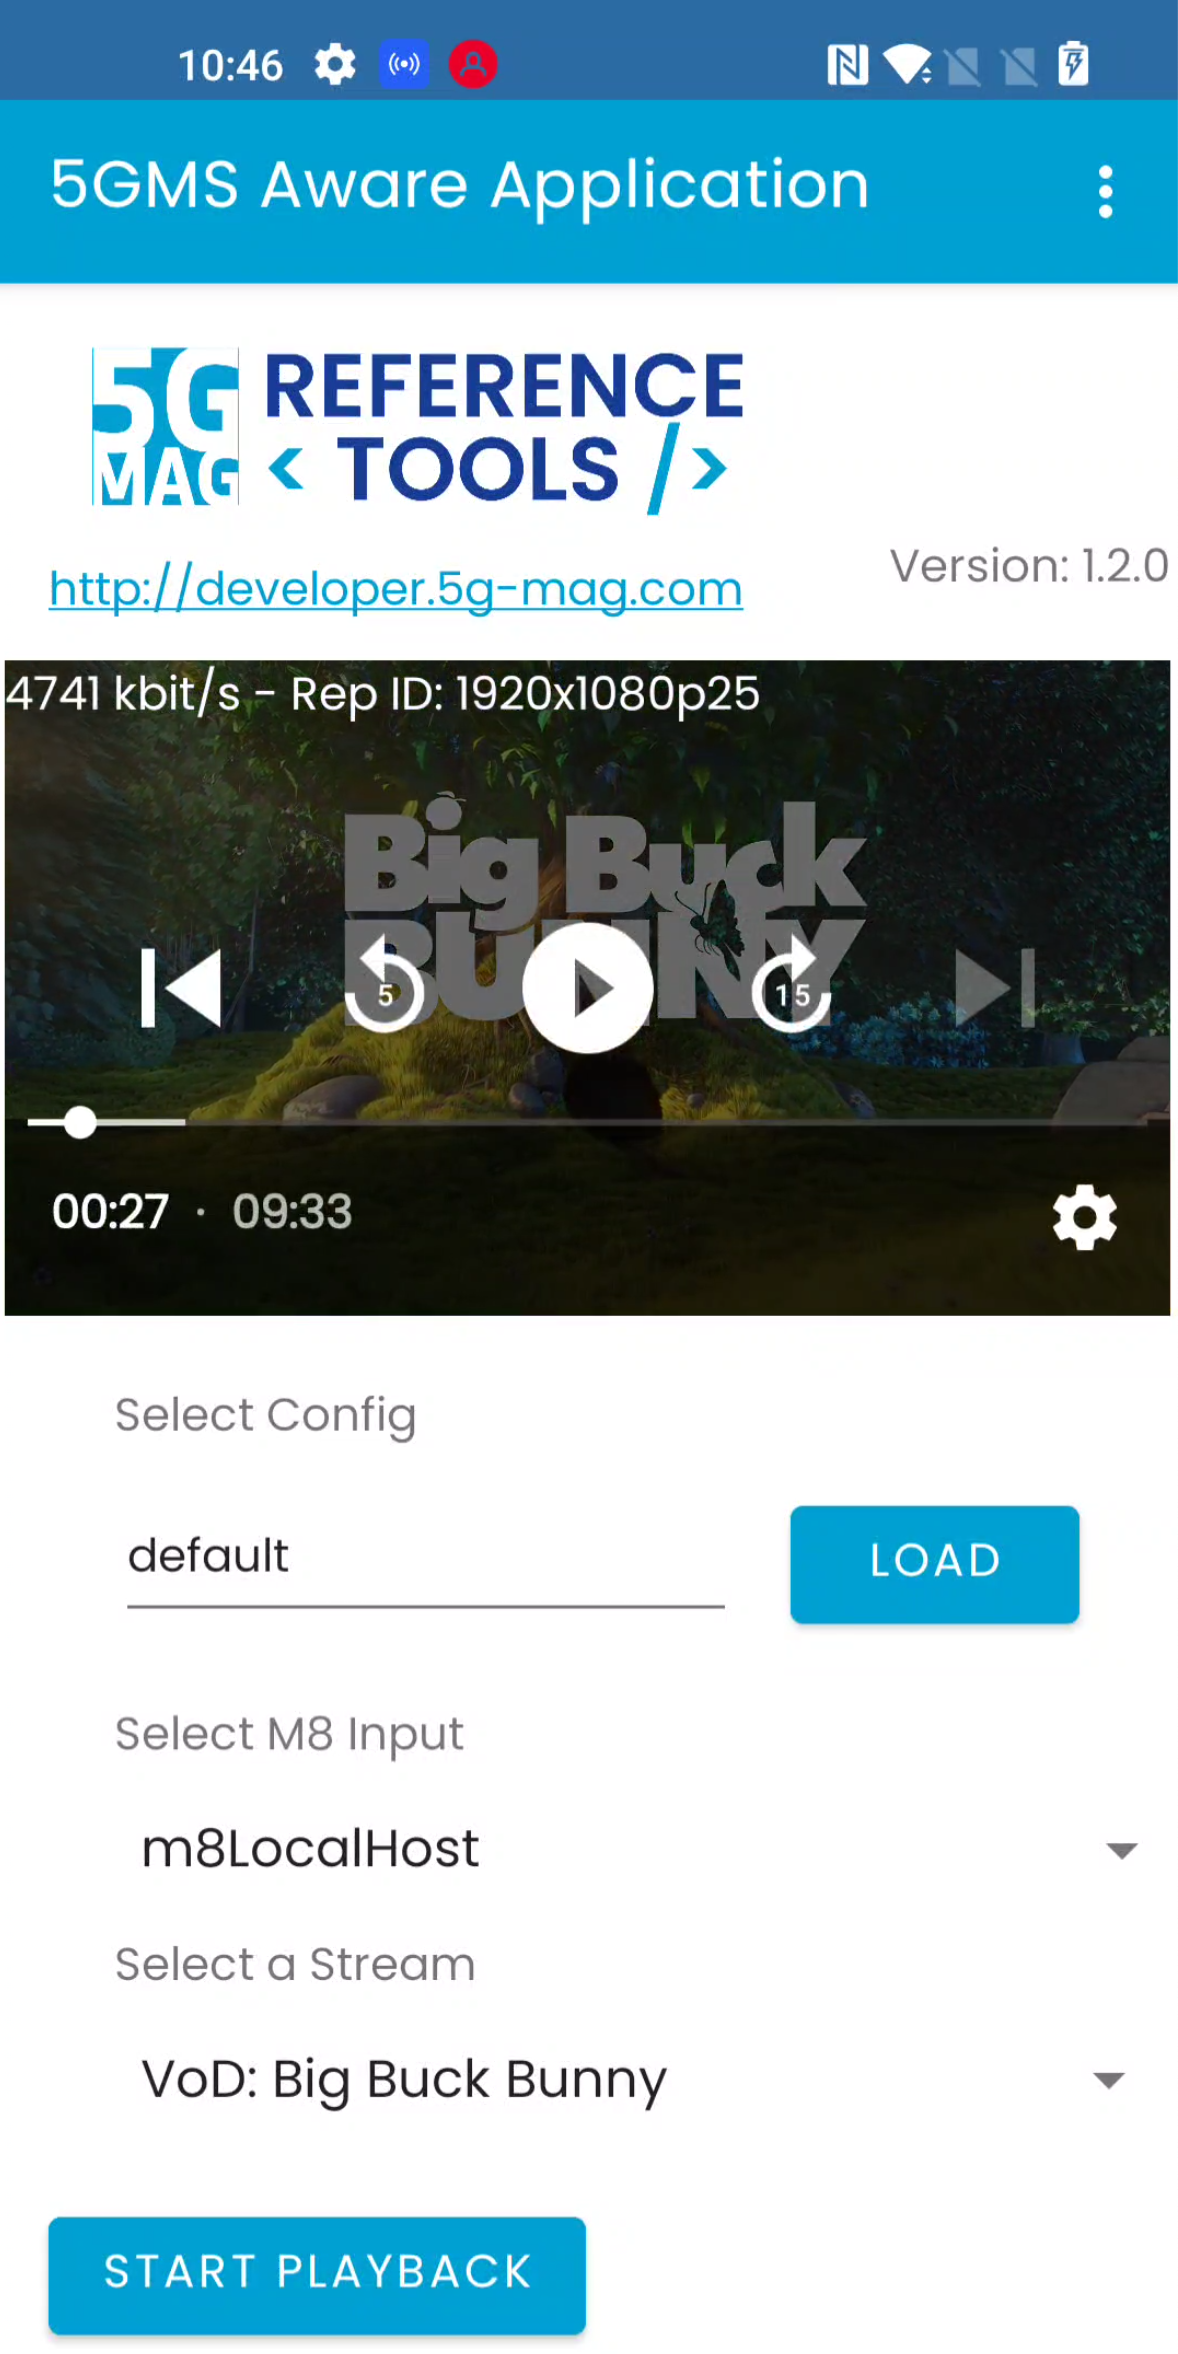 10:46
5GMS Aware Application
5G REFERENCE
MAG < TOOLS />
http://developer.5g-mag.com
Version: 1.2.0
4741 kbit/s - Rep ID: 1920x1080p25
Big Buck
BUNNY
5
15
00:27 · 09:33
Select Config
default
LOAD
Select M8 Input
m8LocalHost
Select a Stream
VoD: Big Buck Bunny
START PLAYBACK